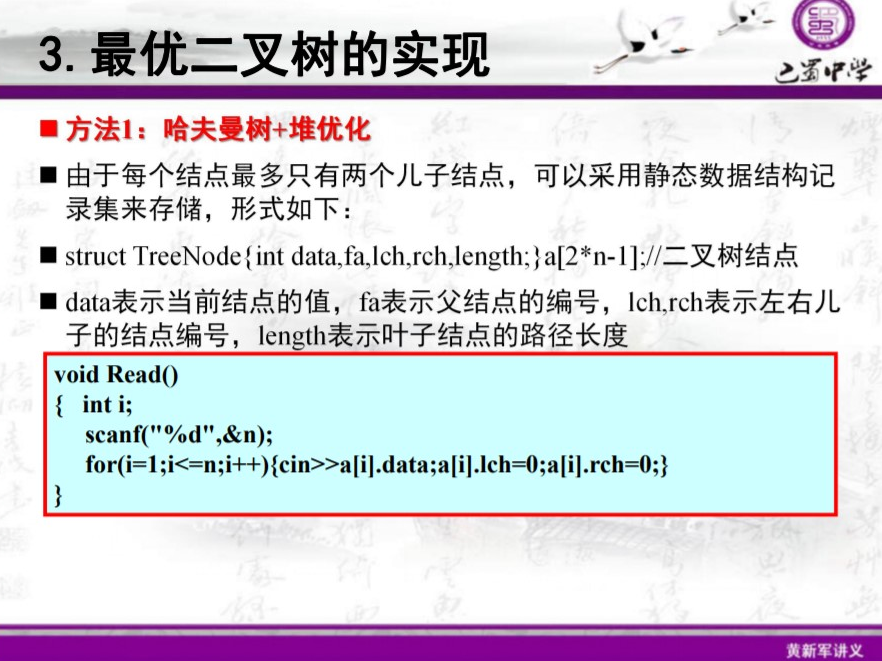 3.最优二叉树的实现
巴蜀中学
■ 方法1：哈夫曼树+堆优化
■ 由于每个结点最多只有两个儿子结点，可以采用静态数据结构记
录集来存储，形式如下：
■ struct TreeNode{int data,fa,lch,rch,length;}a[2*n-1];//二叉树结点
■ data表示当前结点的值，fa表示父结点的编号，lch,rch表示左右儿
子的结点编号，length表示叶子结点的路径长度
void Read()
{ int i;
scanf("%d",&n);
for(i=1;i<=n;i++){cin>>a[i].data;a[i].lch=0;a[i].rch=0;}
}
黄新军讲义